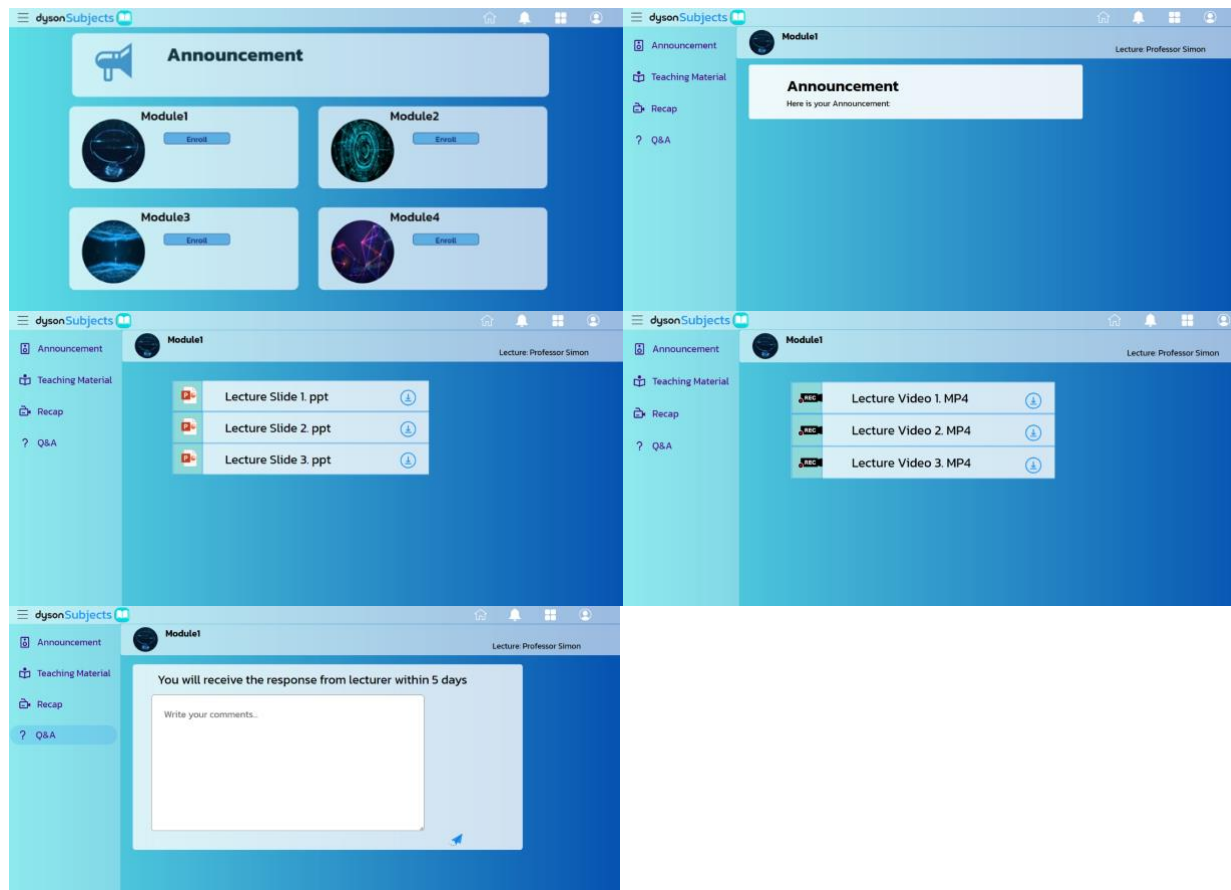 dysonSubjects
Announcement
Module1
Enroll
Module2
Enroll
Module3
Enroll
Module4
Enroll
dysonSubjects
Announcement
Teaching Material
Recap
? Q&A
Module1
Lecture: Professor Simon
Announcement
Here is your Announcement
dysonSubjects
Announcement
Teaching Material
Recap
? Q&A
Module1
Lecture: Professor Simon
Lecture Slide 1. ppt
Lecture Slide 2. ppt
Lecture Slide 3. ppt
dysonSubjects
Announcement
Teaching Material
Recap
? Q&A
Module1
Lecture: Professor Simon
REC Lecture Video 1. MP4
REC Lecture Video 2. MP4
REC Lecture Video 3. MP4
dysonSubjects
Announcement
Teaching Material
Recap
? Q&A
Module1
Lecture: Professor Simon
You will receive the response from lecturer within 5 days
Write your comments..